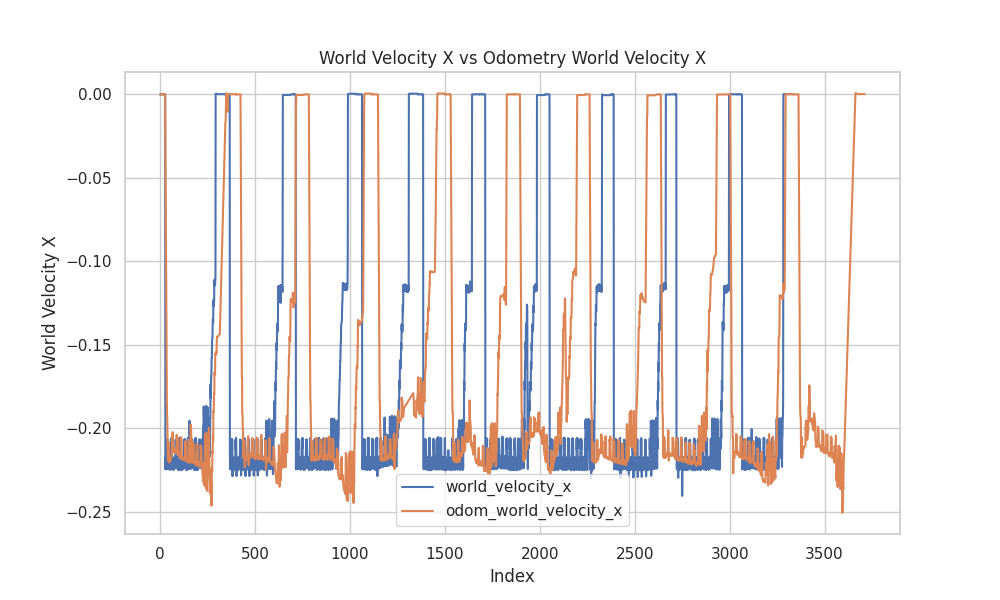 World Velocity X vs Odometry World Velocity X
0.00
−0.05
−0.10
−0.15
−0.20
−0.25
World Velocity X
world_velocity_x
odom_world_velocity_x
0 500 1000 1500 2000 2500 3000 3500
Index